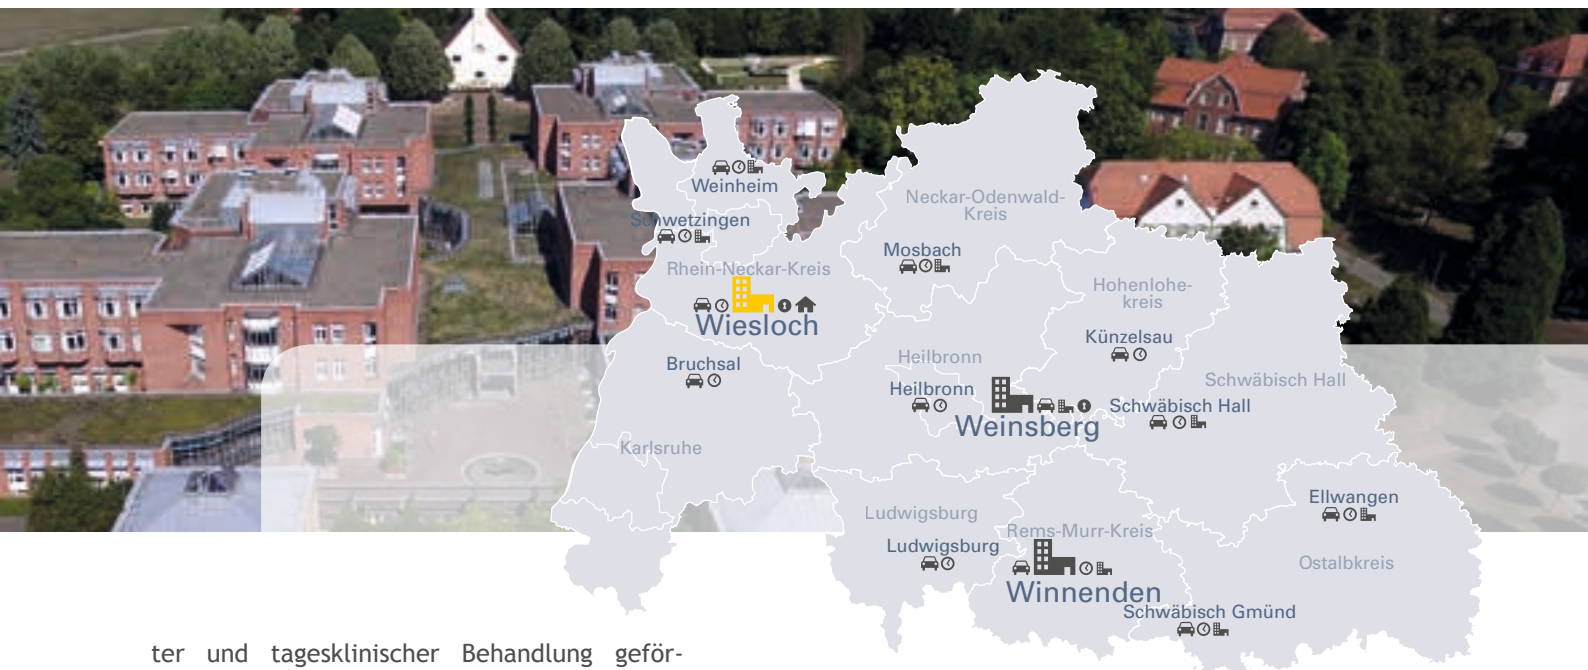 Weinheim
Neckar-Odenwald-
Kreis
Schwetzingen
Mosbach
Rhein-Neckar-Kreis
Hohenlohe-
kreis
Wiesloch
Künzelsau
Heilbronn
Bruchsal
Schwäbisch Hall
Heilbronn
Schwäbisch Hall
Weinsberg
Karlsruhe
Ellwangen
Ludwigsburg
Rems-Murr-Kreis
Ludwigsburg
Ostalbkreis
Winnenden
Schwäbisch Gmünd
ter und tagesklinischer Behandlung geför-